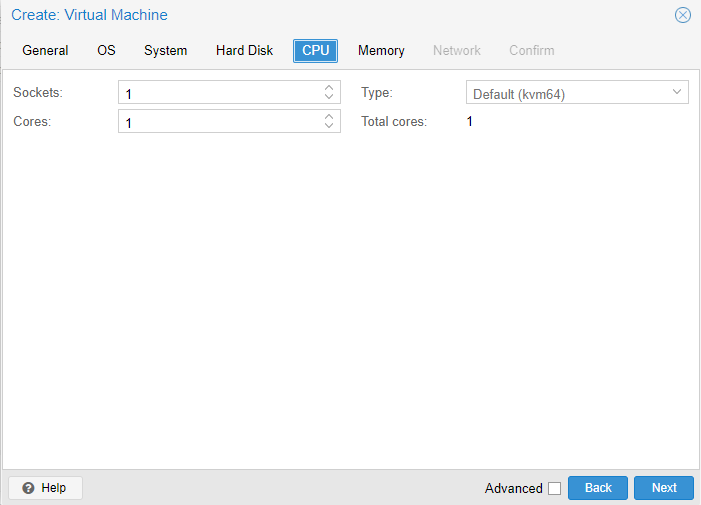 Create: Virtual Machine
General OS System Hard Disk CPU Memory Network Confirm
Sockets: 1 Type: Default (kvm64)
Cores: 1 Total cores: 1
? Help Advanced Back Next